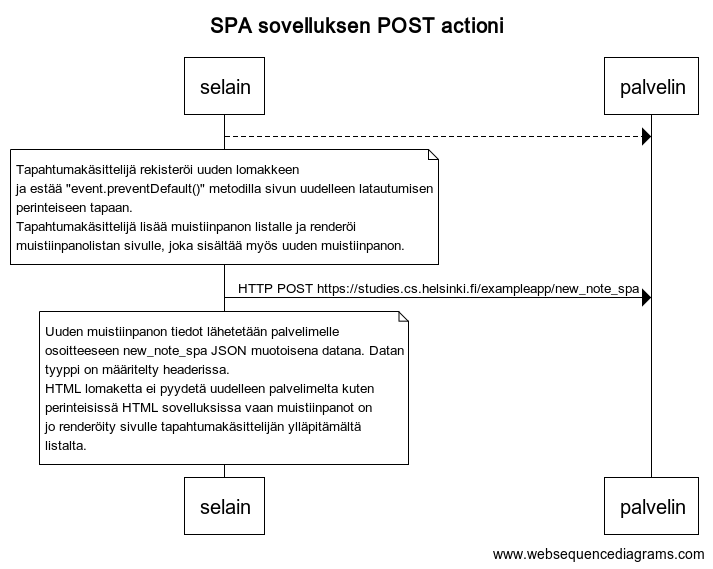 SPA sovelluksen POST actioni
selain
palvelin
Tapahtumakäsittelijä rekisteröi uuden lomakkeen
ja estää "event.preventDefault()" metodilla sivun uudelleen latautumisen
perinteiseen tapaan.
Tapahtumakäsittelijä lisää muistiinpanon listalle ja renderöi
muistiinpanolistan sivulle, joka sisältää myös uuden muistiinpanon.
HTTP POST https://studies.cs.helsinki.fi/exampleapp/new_note_spa
Uuden muistiinpanon tiedot lähetetään palvelimelle
osoitteeseen new_note_spa JSON muotoisena datana. Datan
tyyppi on määritelty headerissa.
HTML lomaketta ei pyydetä uudelleen palvelimelta kuten
perinteisissä HTML sovelluksissa vaan muistiinpanot on
jo renderöity sivulle tapahtumakäsittelijän ylläpitämältä
listalta.
selain
palvelin
www.websequencediagrams.com